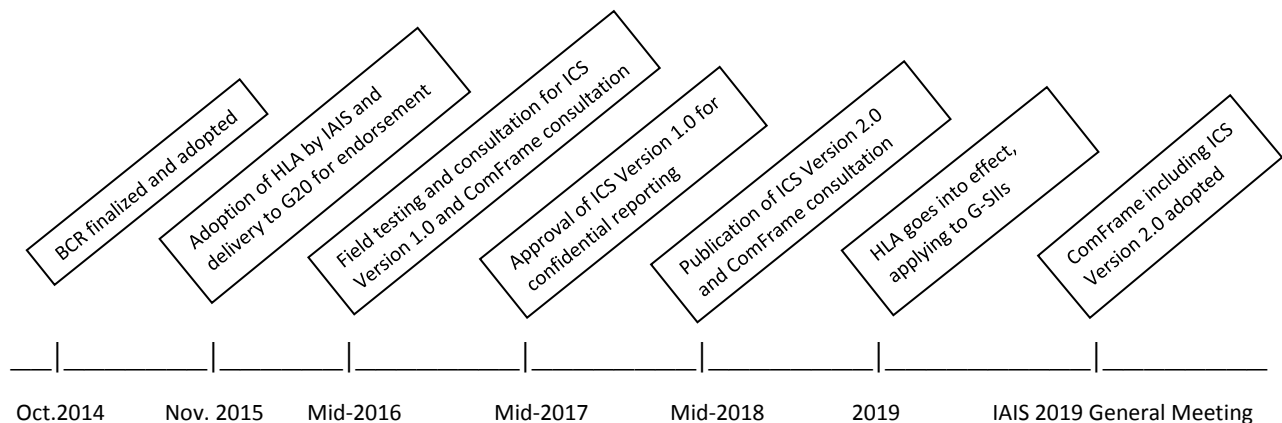 BCR finalized and adopted
Adoption of HLA by IAIS and
delivery to G20 for endorsement
Field testing and consultation for ICS
Version 1.0 and ComFrame consultation
Approval of ICS Version 1.0 for
confidential reporting
Publication of ICS Version 2.0
and ComFrame consultation
HLA goes into effect,
applying to G-SIIs
ComFrame including ICS
Version 2.0 adopted
Oct.2014
Nov. 2015
Mid-2016
Mid-2017
Mid-2018
2019
IAIS 2019 General Meeting